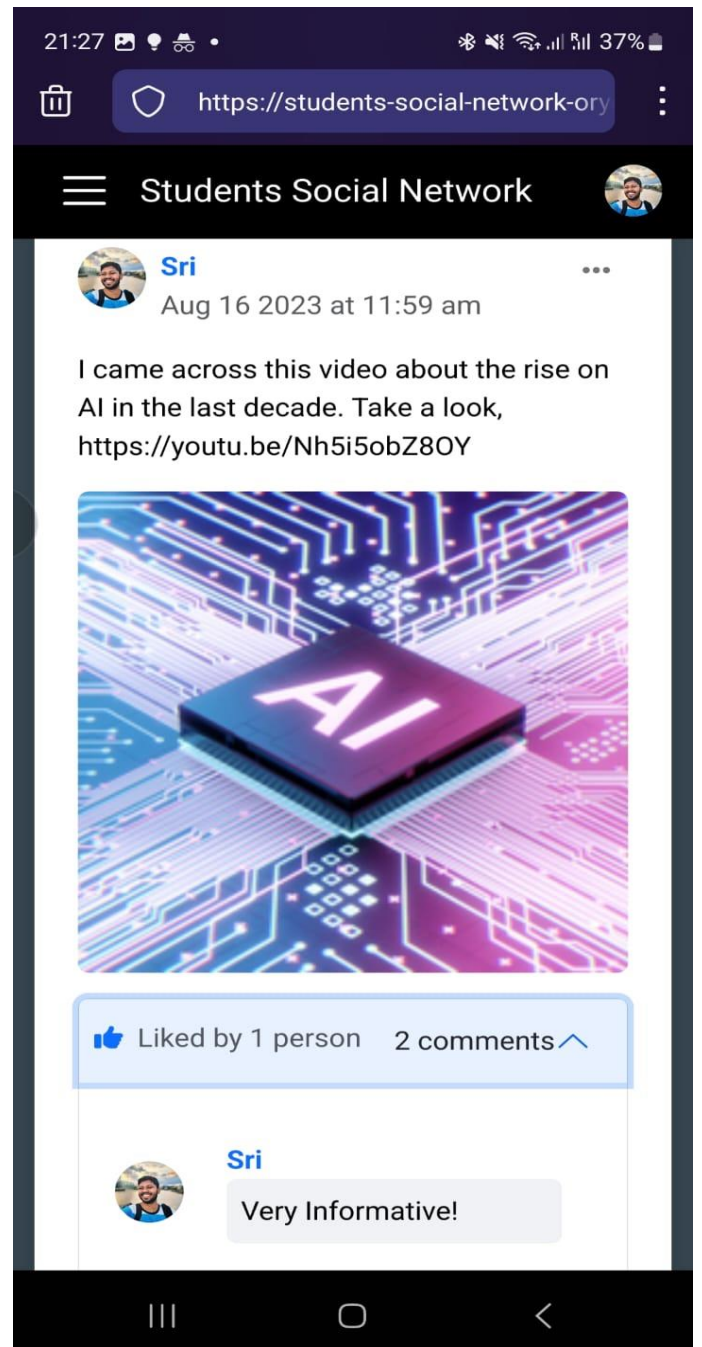 21:27 37%
https://students-social-network-ory
Students Social Network
Sri
Aug 16 2023 at 11:59 am
I came across this video about the rise on
AI in the last decade. Take a look,
https://youtu.be/Nh5i5obZ8OY
AI
Liked by 1 person 2 comments
Sri
Very Informative!